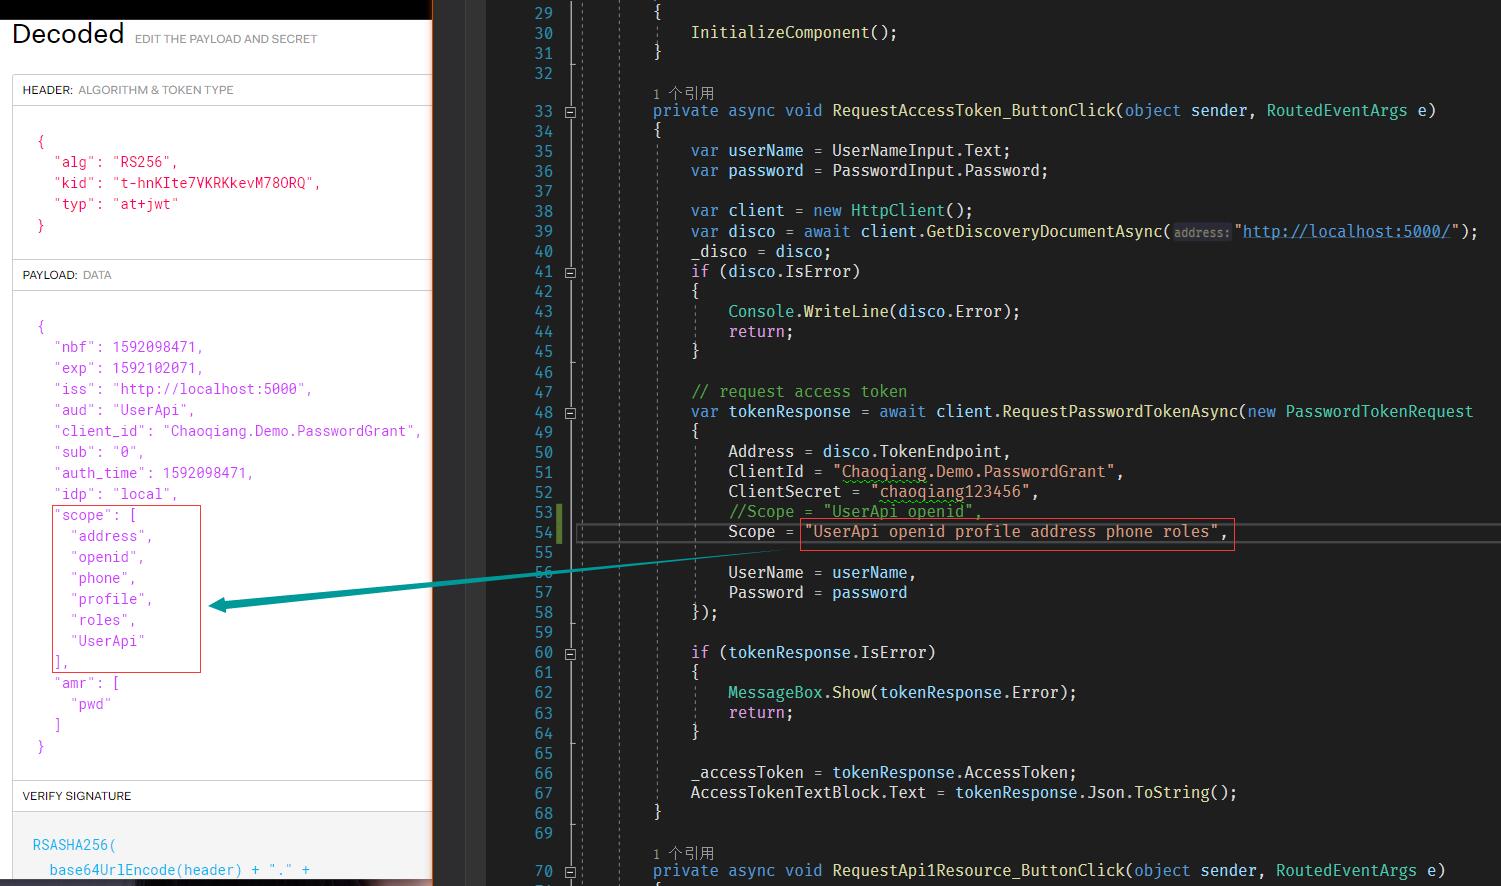 Decoded EDIT THE PAYLOAD AND SECRET
HEADER: ALGORITHM & TOKEN TYPE
{
"alg": "RS256",
"kid": "t-hnKIte7VKRKkevM78ORQ",
"typ": "at+jwt"
}
PAYLOAD: DATA
{
"nbf": 1592098471,
"exp": 1592102071,
"iss": "http://localhost:5000",
"aud": "UserApi",
"client_id": "Chaoqiang.Demo.PasswordGrant",
"sub": "0",
"auth_time": 1592098471,
"idp": "local",
"scope": [
"address",
"openid",
"phone",
"profile",
"roles",
"UserApi"
],
"amr": [
"pwd"
]
}
VERIFY SIGNATURE
RSASHA256(
base64UrlEncode(header) + "." +
29 {
30 InitializeComponent();
31 }
32
1 个引用
33 private async void RequestAccessToken_ButtonClick(object sender, RoutedEventArgs e)
34 {
35 var userName = UserNameInput.Text;
36 var password = PasswordInput.Password;
37
38 var client = new HttpClient();
39 var disco = await client.GetDiscoveryDocumentAsync(address:"http://localhost:5000/");
40 _disco = disco;
41 if (disco.IsError)
42 {
43 Console.WriteLine(disco.Error);
44 return;
45 }
46
47 // request access token
48 var tokenResponse = await client.RequestPasswordTokenAsync(new PasswordTokenRequest
49 {
50 Address = disco.TokenEndpoint,
51 ClientId = "Chaoqiang.Demo.PasswordGrant",
52 ClientSecret = "chaoqiang123456",
53 //Scope = "UserApi openid",
54 Scope = "UserApi openid profile address phone roles",
55
56 UserName = userName,
57 Password = password
58 });
59
60 if (tokenResponse.IsError)
61 {
62 MessageBox.Show(tokenResponse.Error);
63 return;
64 }
65
66 _accessToken = tokenResponse.AccessToken;
67 AccessTokenTextBlock.Text = tokenResponse.Json.ToString();
68 }
69
1 个引用
70 private async void RequestApi1Resource_ButtonClick(object sender, RoutedEventArgs e)